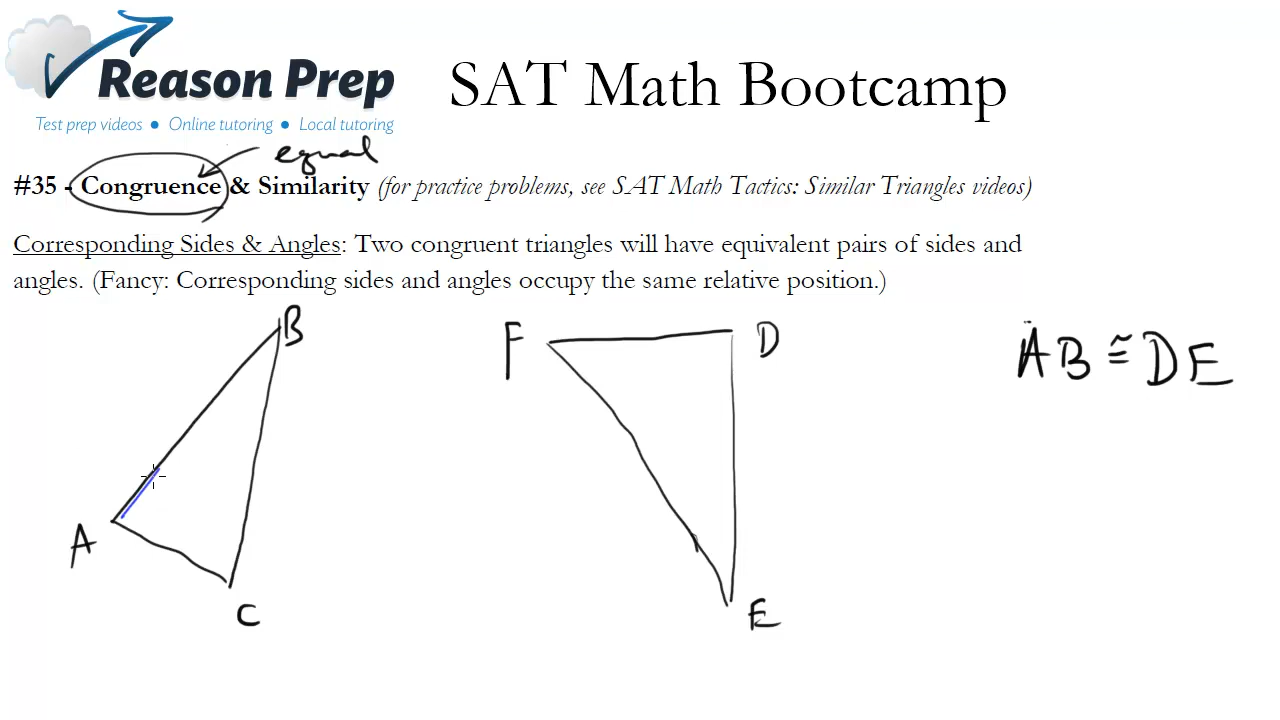 Reason Prep
Test prep videos ● Online tutoring ● Local tutoring
SAT Math Bootcamp
equal
#35 - Congruence & Similarity (for practice problems, see SAT Math Tactics: Similar Triangles videos)
Corresponding Sides & Angles: Two congruent triangles will have equivalent pairs of sides and
angles. (Fancy: Corresponding sides and angles occupy the same relative position.)
B
F
D
AB ≅ DE
A
C
E